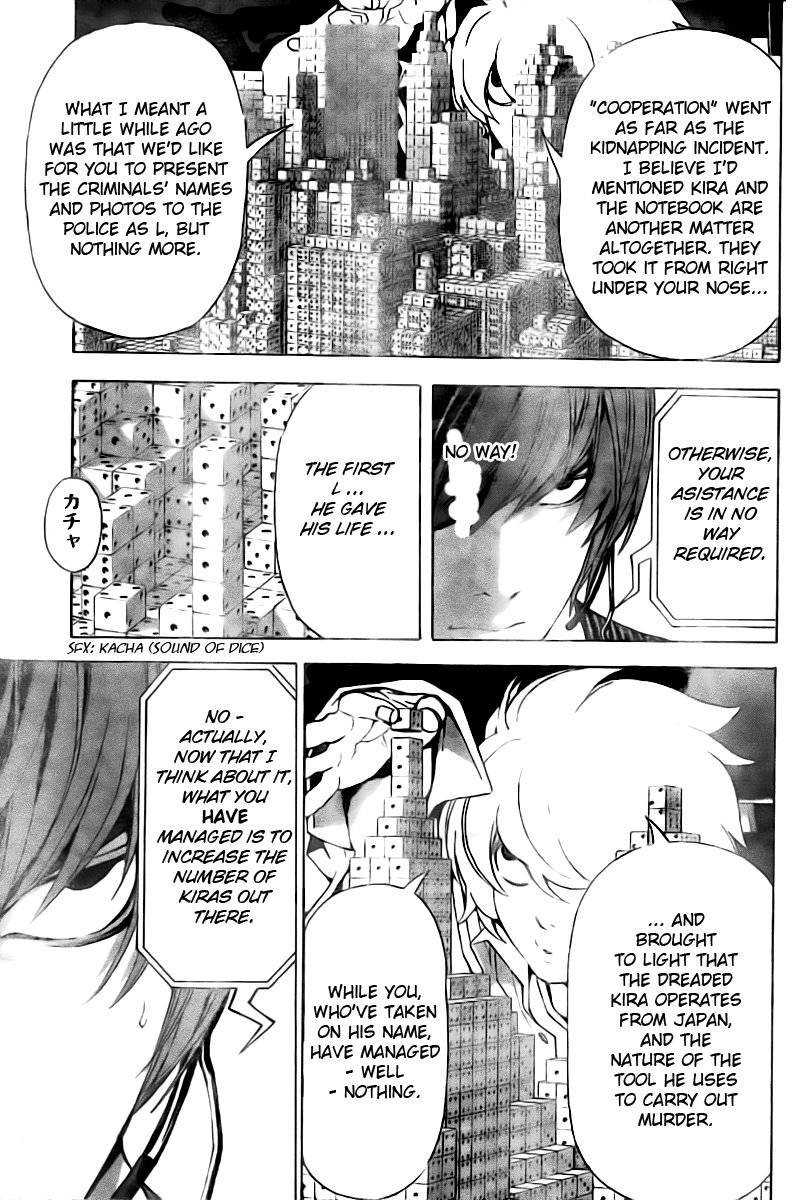 "COOPERATION" WENT
AS FAR AS THE
KIDNAPPING INCIDENT.
I BELIEVE I'D
MENTIONED KIRA AND
THE NOTEBOOK ARE
ANOTHER MATTER
ALTOGETHER. THEY
TOOK IT FROM RIGHT
UNDER YOUR NOSE...
WHAT I MEANT A
LITTLE WHILE AGO
WAS THAT WE'D LIKE
FOR YOU TO PRESENT
THE CRIMINALS' NAMES
AND PHOTOS TO THE
POLICE AS L, BUT
NOTHING MORE.
OTHERWISE,
YOUR
ASISTANCE
IS IN NO
WAY
REQUIRED.
NO WAY!
THE FIRST
L ...
HE GAVE
HIS LIFE ...
カチャ
SFX: KACHA (SOUND OF DICE)
... AND
BROUGHT
TO LIGHT THAT
THE DREADED
KIRA OPERATES
FROM JAPAN,
AND THE
NATURE OF THE
TOOL HE USES
TO CARRY OUT
MURDER.
WHILE YOU,
WHO'VE TAKEN
ON HIS NAME,
HAVE MANAGED
- WELL
- NOTHING.
NO -
ACTUALLY,
NOW THAT I
THINK ABOUT IT,
WHAT YOU
HAVE
MANAGED IS TO
INCREASE THE
NUMBER OF
KIRAS OUT
THERE.